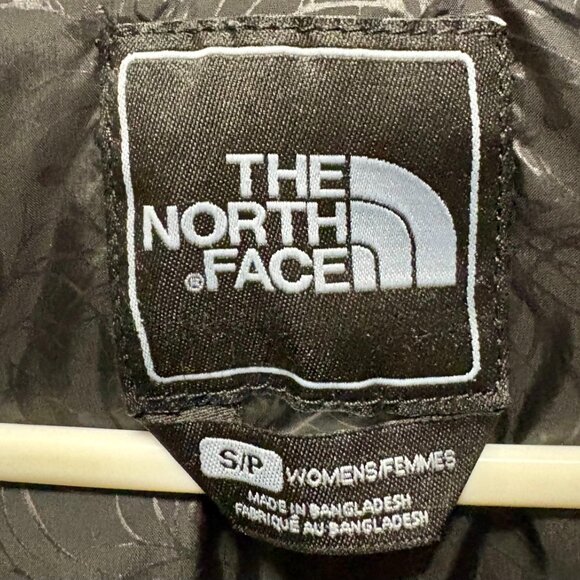 THE
NORTH
FACE®
S/P WOMENS/FEMMES
MADE IN BANGLADESH
FABRIQUÉ AU BANGLADESH